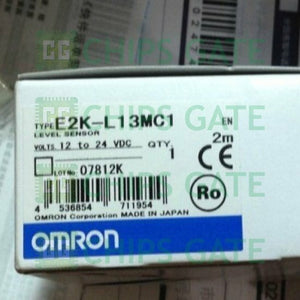 CHIPS GATE
TYPE E2K-L13MC1 EN
LEVEL SENSOR
VOLTS. 12 to 24 VDC QTY. 2m
1
LOT No. 07812K
Ro
4 536854 711954
OMRON Corporation MADE IN JAPAN
OMRON
CHIPS GATE